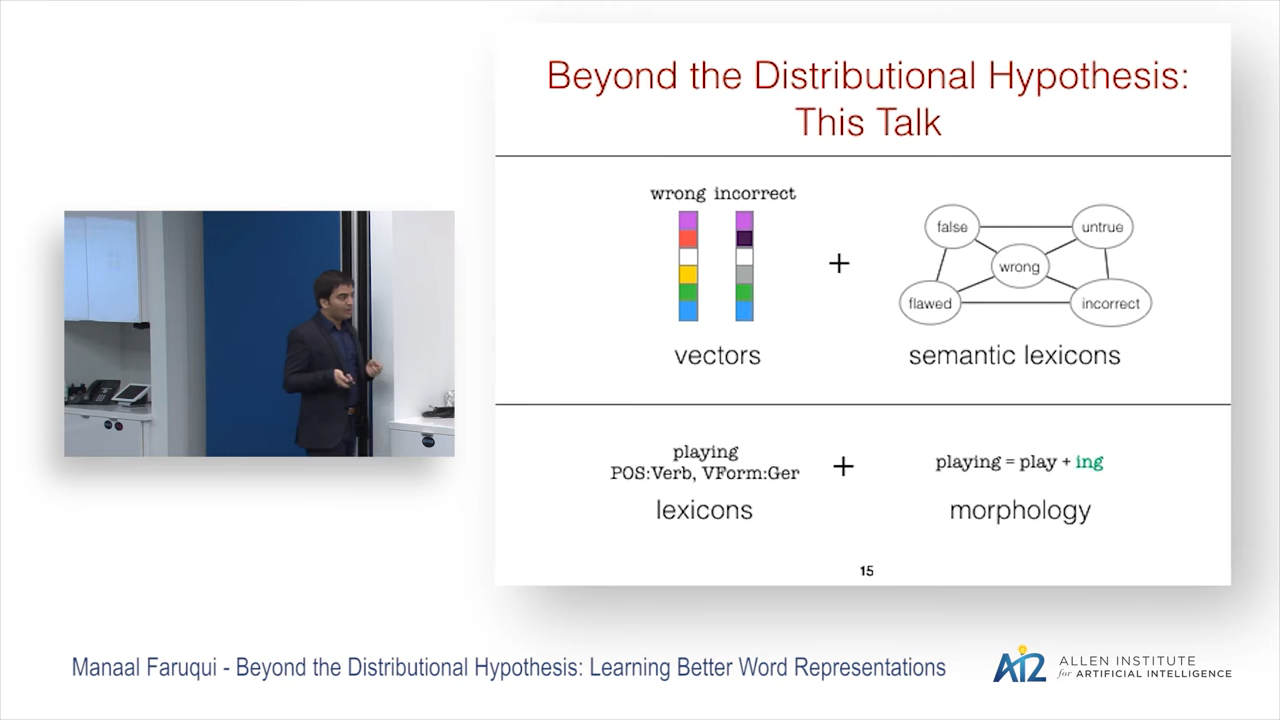 Beyond the Distributional Hypothesis:
This Talk
wrong incorrect
+
false
untrue
wrong
flawed
incorrect
vectors
semantic lexicons
playing
POS:Verb, VForm:Ger
+
playing = play + ing
lexicons
morphology
15
Manaal Faruqui - Beyond the Distributional Hypothesis: Learning Better Word Representations
AI2
ALLEN INSTITUTE
for ARTIFICIAL INTELLIGENCE